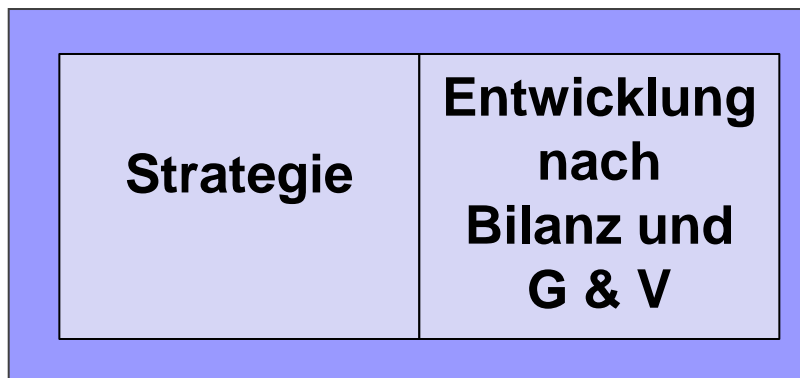 Strategie
Entwicklung
nach
Bilanz und
G & V